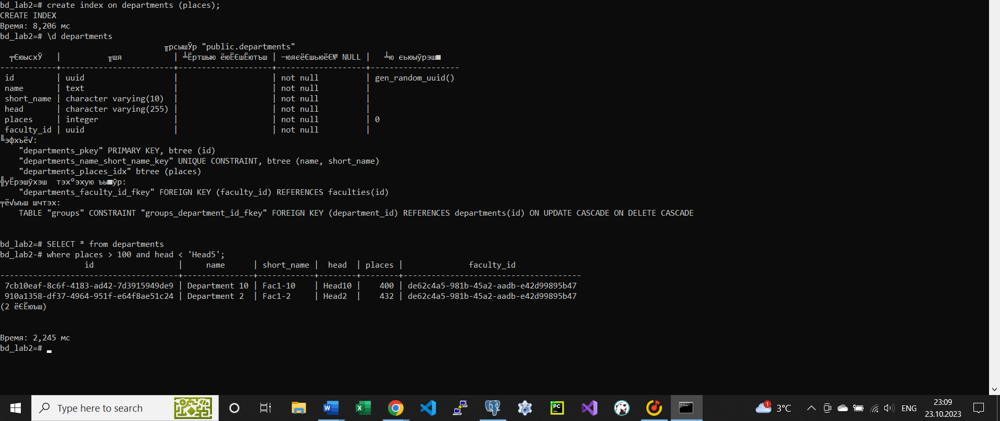 bd_lab2=# create index on departments (places);
CREATE INDEX
Время: 8,206 мс
bd_lab2=# \d departments
╥рсышЎр "public.departments"
╤ЄюысхЎ | ╥шя | ╧Ёртшыю ёюЁЄшЁютъш | ─юяєёЄшьюёЄ№ NULL | ╧ю єьюыўрэш■
------------+------------------------+--------------------+-------------------+-------------------
id | uuid | | not null | gen_random_uuid()
name | text | | not null |
short_name | character varying(10) | | not null |
head | character varying(255) | | not null |
places | integer | | not null | 0
faculty_id | uuid | | not null |
╚эфхъё√:
"departments_pkey" PRIMARY KEY, btree (id)
"departments_name_short_name_key" UNIQUE CONSTRAINT, btree (name, short_name)
"departments_places_idx" btree (places)
╬уЁрэшўхэш  тэх°эхую ъы■ўр:
"departments_faculty_id_fkey" FOREIGN KEY (faculty_id) REFERENCES faculties(id)
╤ё√ыъш шчтэх:
TABLE "groups" CONSTRAINT "groups_department_id_fkey" FOREIGN KEY (department_id) REFERENCES departments(id) ON UPDATE CASCADE ON DELETE CASCADE
bd_lab2=# SELECT * from departments
bd_lab2-# where places > 100 and head < 'Head5';
id | name | short_name | head | places | faculty_id
--------------------------------------+---------------+------------+--------+--------+--------------------------------------
7cb10eaf-8c6f-4183-ad42-7d3915949de9 | Department 10 | Fac1-10 | Head10 | 400 | de62c4a5-981b-45a2-aadb-e42d99895b47
910a1358-df37-4964-951f-e64f8ae51c24 | Department 2 | Fac1-2 | Head2 | 432 | de62c4a5-981b-45a2-aadb-e42d99895b47
(2 ёЄЁюъш)
Время: 2,245 мс
bd_lab2=#
Type here to search
W
X
PC
1
3°C
ENG
23:09
23.10.2023